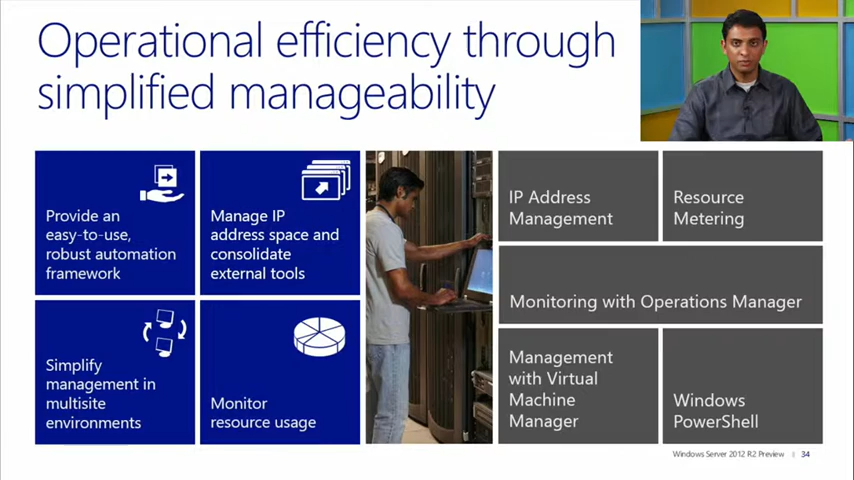 Operational efficiency through
simplified manageability
Provide an
easy-to-use,
robust automation
framework
Manage IP
address space and
consolidate
external tools
Simplify
management in
multisite
environments
Monitor
resource usage
IP Address
Management
Resource
Metering
Monitoring with Operations Manager
Management
with Virtual
Machine
Manager
Windows
PowerShell
Windows Server 2012 R2 Preview | 34